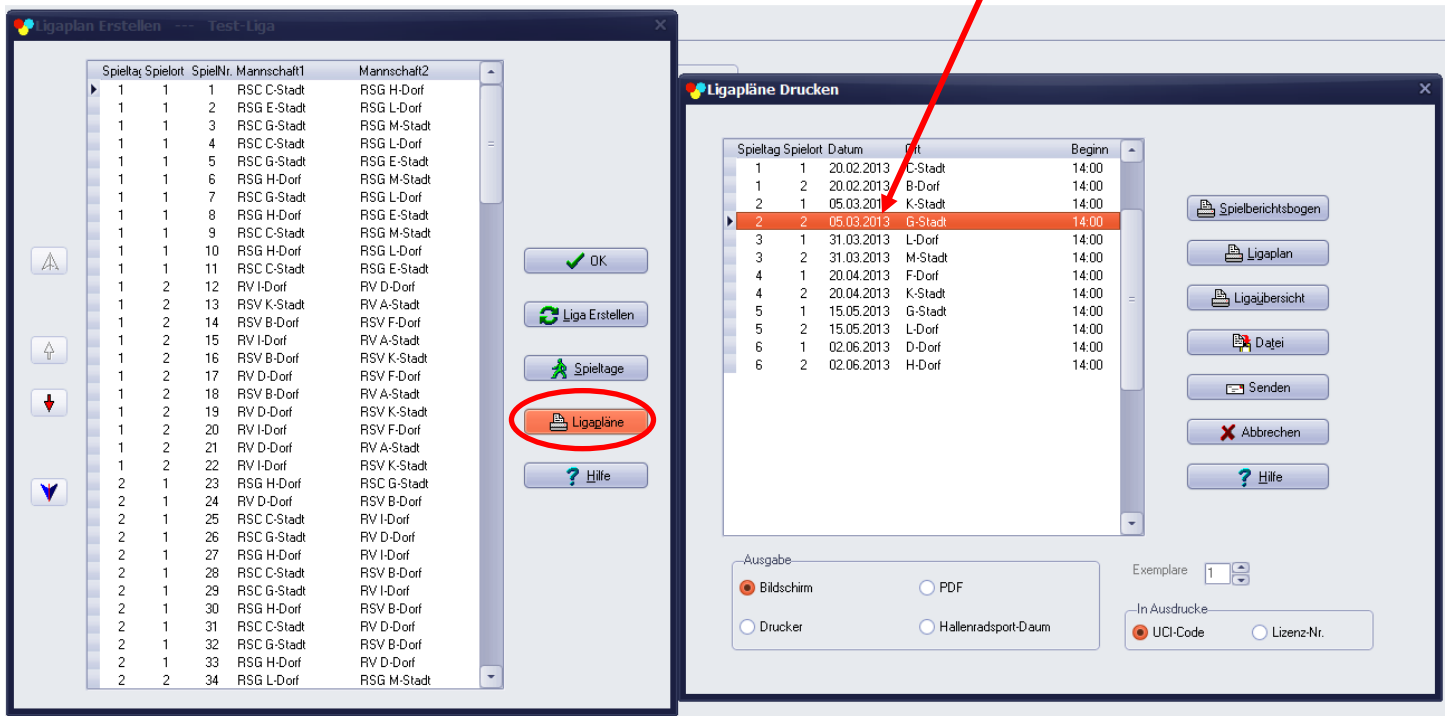 Ligaplan Erstellen --- Test-Liga
Spieltag Spielort SpielNr. Mannschaft1 Mannschaft2
1 1 1 RSC C-Stadt RSG H-Dorf
1 1 2 RSG E-Stadt RSG L-Dorf
1 1 3 RSC G-Stadt RSG M-Stadt
1 1 4 RSC C-Stadt RSG L-Dorf
1 1 5 RSC G-Stadt RSG E-Stadt
1 1 6 RSG H-Dorf RSG M-Stadt
1 1 7 RSC G-Stadt RSG L-Dorf
1 1 8 RSG H-Dorf RSG E-Stadt
1 1 9 RSC C-Stadt RSG M-Stadt
1 1 10 RSG H-Dorf RSG L-Dorf
1 1 11 RSC C-Stadt RSG E-Stadt
1 2 12 RV I-Dorf RV D-Dorf
1 2 13 RSV K-Stadt RV A-Stadt
1 2 14 RSV B-Dorf RSV F-Dorf
1 2 15 RV I-Dorf RV A-Stadt
1 2 16 RSV B-Dorf RSV K-Stadt
1 2 17 RV D-Dorf RSV F-Dorf
1 2 18 RSV B-Dorf RV A-Stadt
1 2 19 RV D-Dorf RSV K-Stadt
1 2 20 RV I-Dorf RSV F-Dorf
1 2 21 RV D-Dorf RV A-Stadt
1 2 22 RV I-Dorf RSV K-Stadt
2 1 23 RSG H-Dorf RSC G-Stadt
2 1 24 RV D-Dorf RSV B-Dorf
2 1 25 RSC C-Stadt RV I-Dorf
2 1 26 RSC G-Stadt RV D-Dorf
2 1 27 RSG H-Dorf RV I-Dorf
2 1 28 RSC C-Stadt RSV B-Dorf
2 1 29 RSC G-Stadt RV I-Dorf
2 1 30 RSG H-Dorf RSV B-Dorf
2 1 31 RSC C-Stadt RV D-Dorf
2 1 32 RSC G-Stadt RSV B-Dorf
2 1 33 RSG H-Dorf RV D-Dorf
2 2 34 RSG L-Dorf RSG M-Stadt
OK
Liga Erstellen
Spieltage
Ligapläne
Hilfe
Ligapläne Drucken
Spieltag Spielort Datum Ort Beginn
1 1 20.02.2013 C-Stadt 14:00
1 2 20.02.2013 B-Dorf 14:00
2 1 05.03.2013 K-Stadt 14:00
2 2 05.03.2013 G-Stadt 14:00
3 1 31.03.2013 L-Dorf 14:00
3 2 31.03.2013 M-Stadt 14:00
4 1 20.04.2013 F-Dorf 14:00
4 2 20.04.2013 K-Stadt 14:00
5 1 15.05.2013 G-Stadt 14:00
5 2 15.05.2013 L-Dorf 14:00
6 1 02.06.2013 D-Dorf 14:00
6 2 02.06.2013 H-Dorf 14:00
Spielberichtsbogen
Ligaplan
Ligaübersicht
Datei
Senden
Abbrechen
Hilfe
Ausgabe
Bildschirm
PDF
Drucker
Hallenradsport-Daum
Exemplare 1
In Ausdrucke
UCI-Code
Lizenz-Nr.